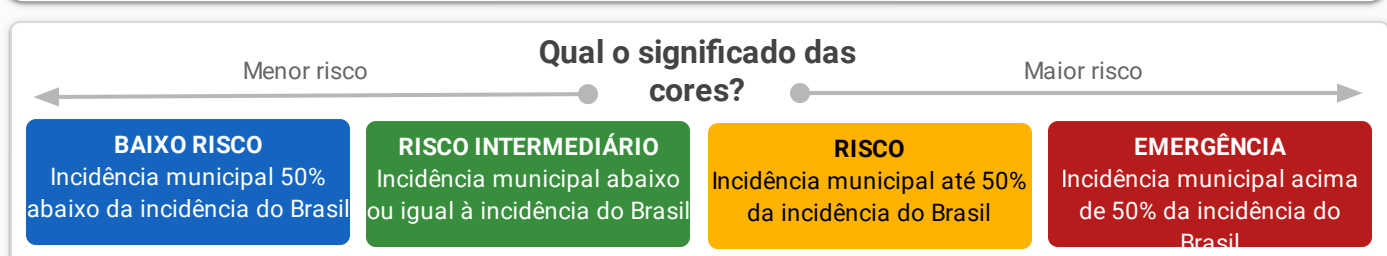 Qual o significado das
cores?
Menor risco
Maior risco
BAIXO RISCO
Incidência municipal 50%
abaixo da incidência do Brasil
RISCO INTERMEDIÁRIO
Incidência municipal abaixo
ou igual à incidência do Brasil
RISCO
Incidência municipal até 50%
da incidência do Brasil
EMERGÊNCIA
Incidência municipal acima
de 50% da incidência do
Brasil